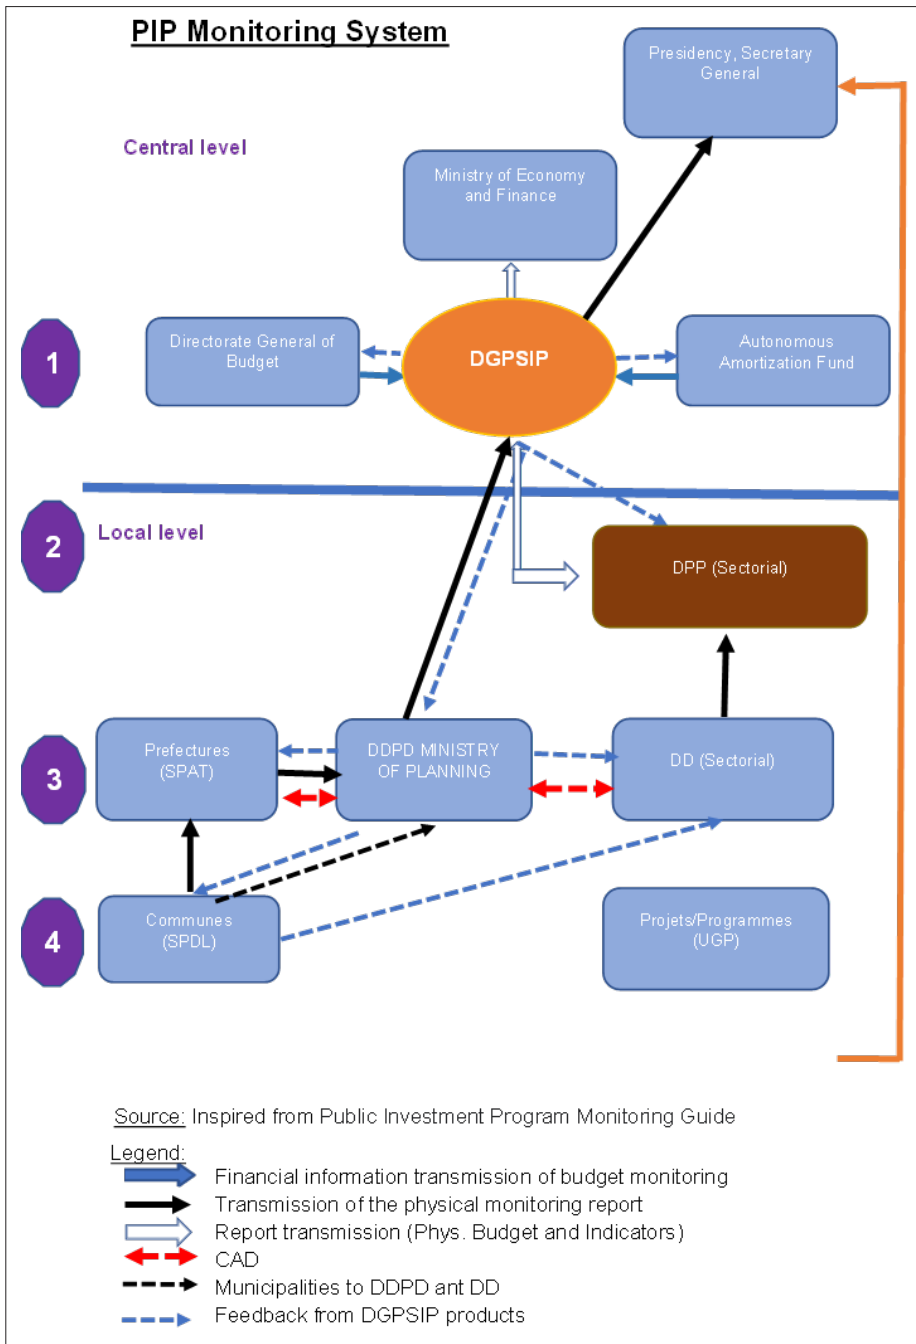 PIP Monitoring System
Presidency, Secretary
General
Central level
Ministry of Economy
and Finance
1
Directorate General of
Budget
DGPSIP
Autonomous
Amortization Fund
2
Local level
DPP (Sectorial)
3
Prefectures
(SPAT)
DDPD MINISTRY
OF PLANNING
DD (Sectorial)
4
Communes
(SPDL)
Projets/Programmes
(UGP)
Source: Inspired from Public Investment Program Monitoring Guide
Legend:
Financial information transmission of budget monitoring
Transmission of the physical monitoring report
Report transmission (Phys. Budget and Indicators)
CAD
Municipalities to DDPD ant DD
Feedback from DGPSIP products